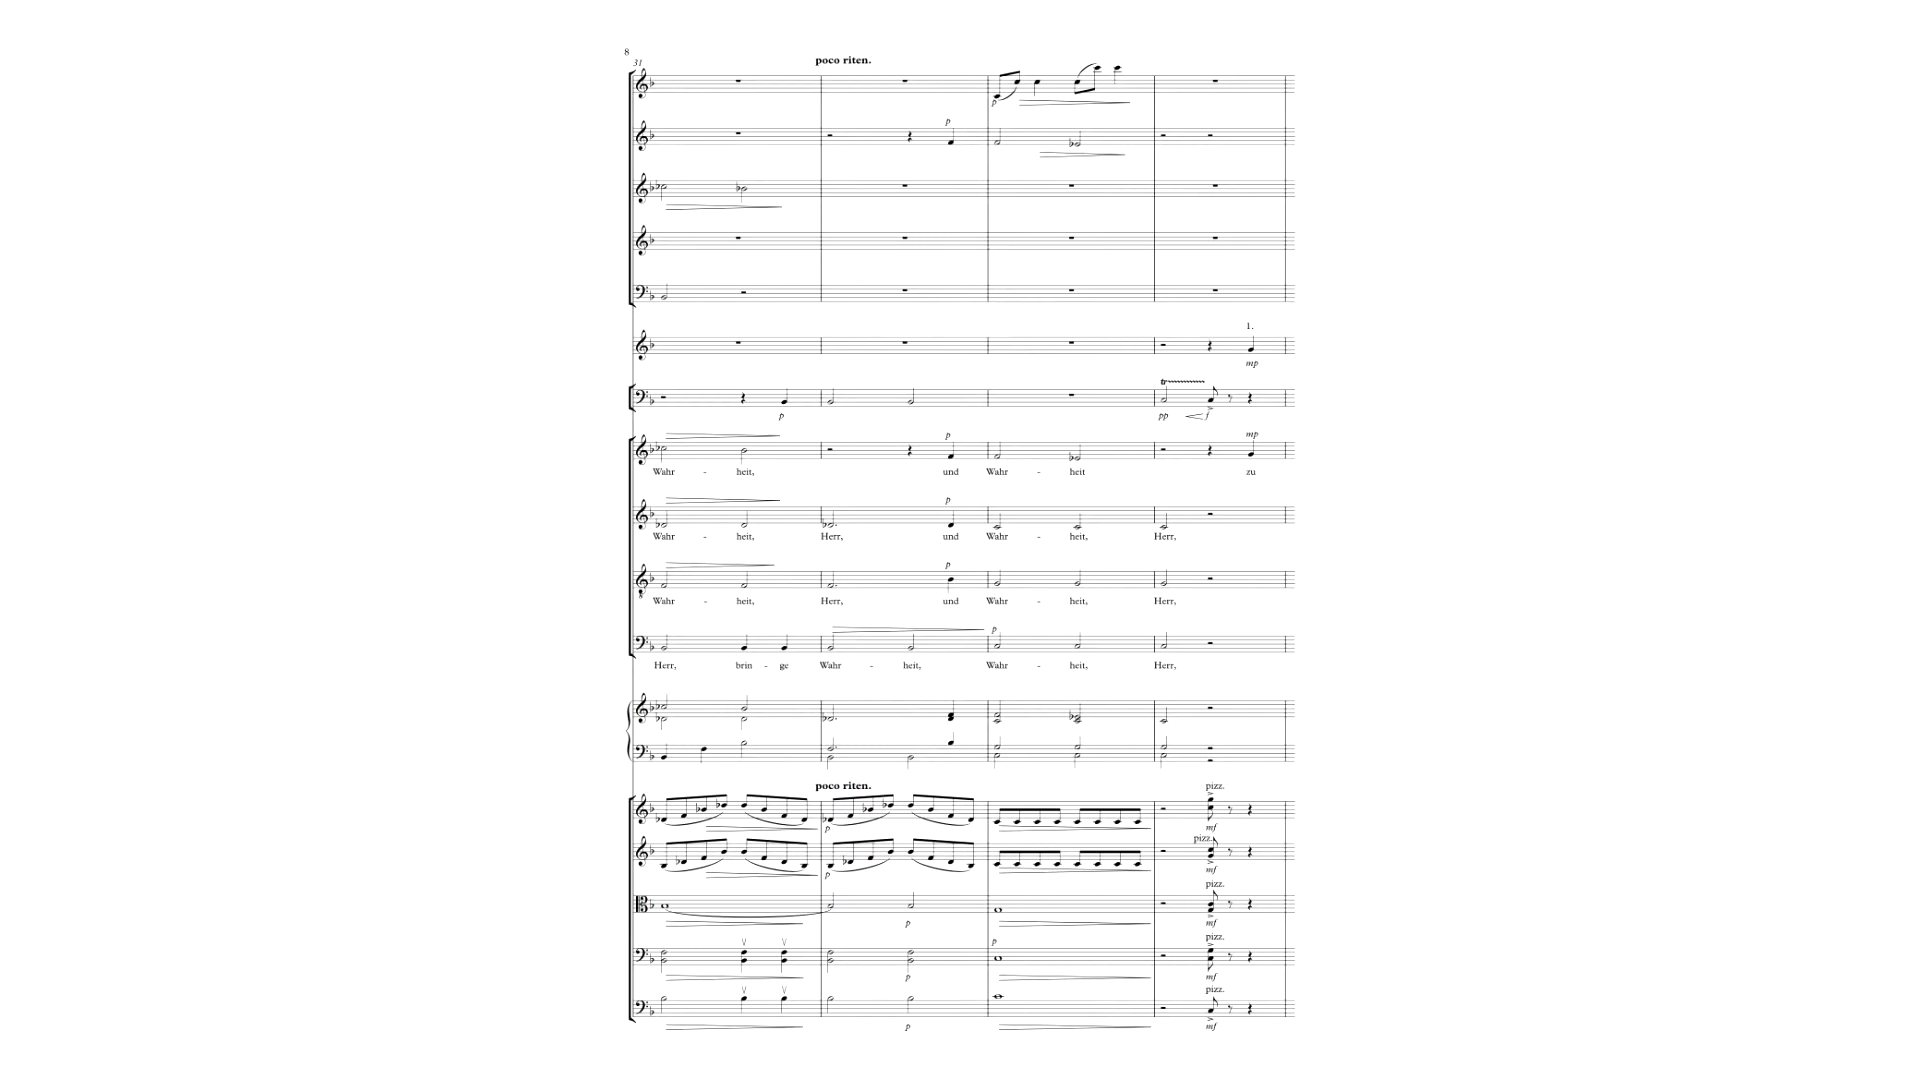 8
31
poco riten.
p
p
1.
mp
p
pp f
p mp
Wahr - heit, und Wahr - heit zu
p
Wahr - heit, Herr, und Wahr - heit, Herr,
p
Wahr - heit, Herr, und Wahr - heit, Herr,
p
Herr, brin - ge Wahr - heit, Wahr - heit, Herr,
poco riten.
pizz.
p mf
pizz.
p mf
pizz.
p mf
p pizz.
p mf
pizz.
p mf